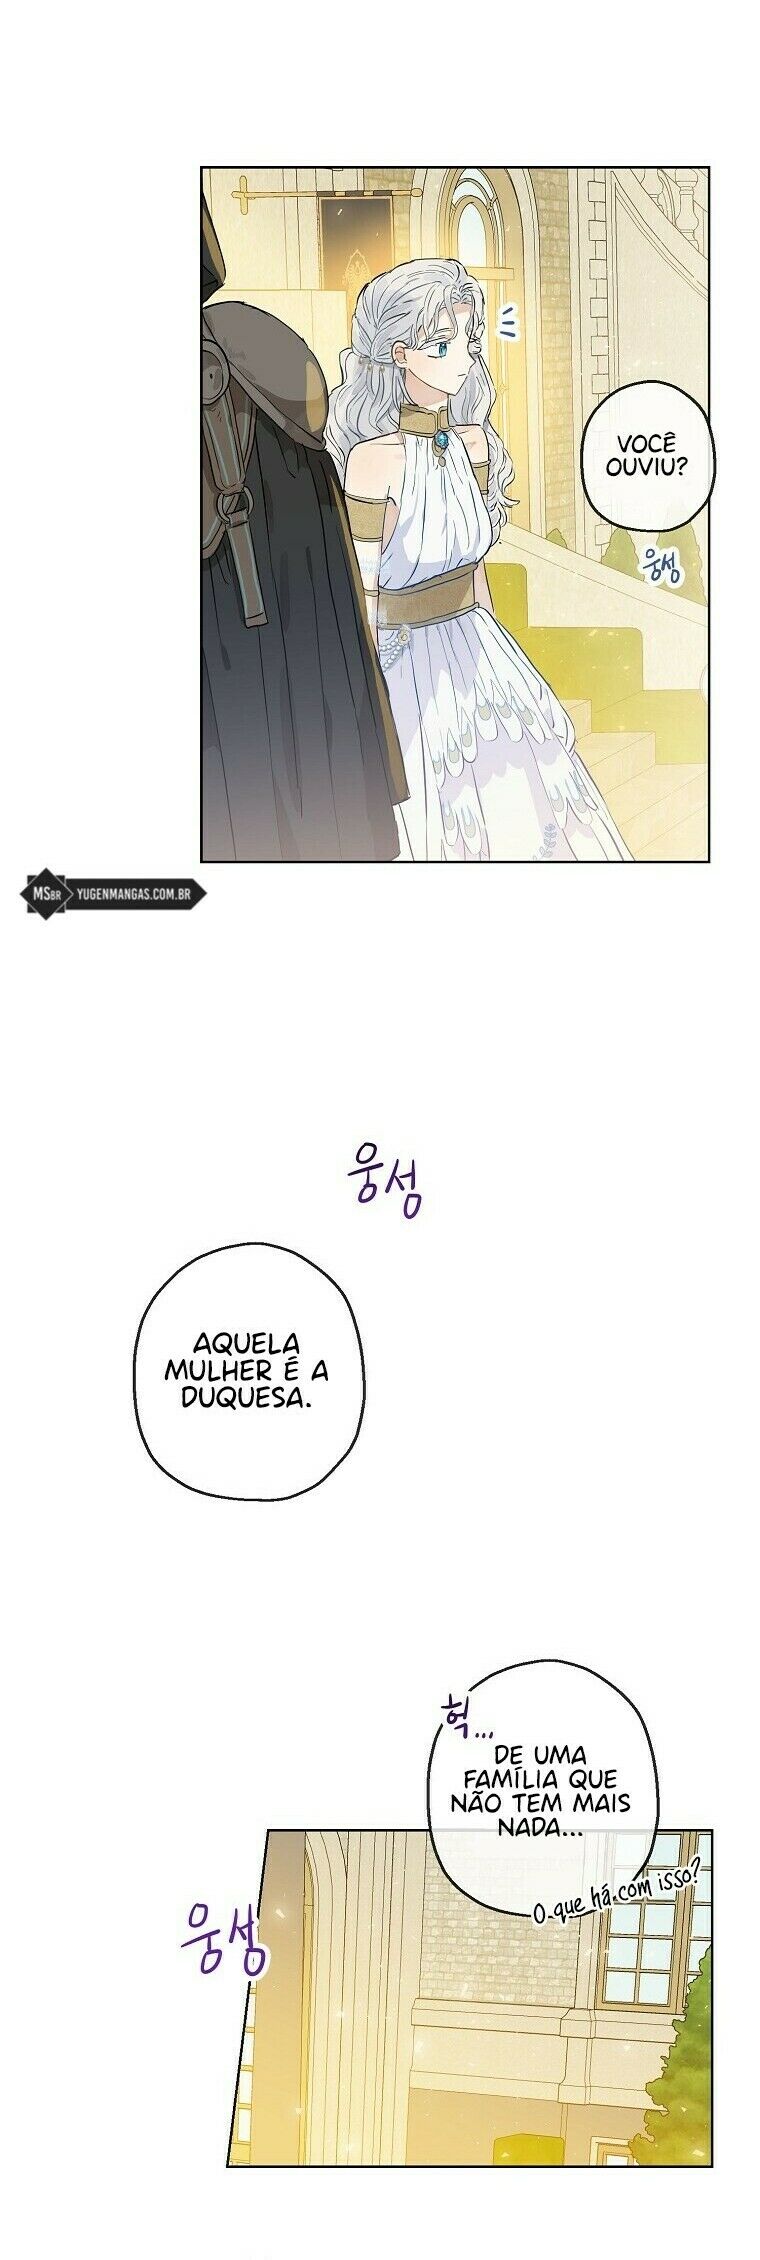 VOCÊ
OUVIU?
웅성
MSBR
YUGENMANGAS.COM.BR
웅성
AQUELA
MULHER É A
DUQUESA.
헉...
DE UMA
FAMÍLIA QUE
NÃO TEM MAIS
NADA...
O que há com isso?
웅성